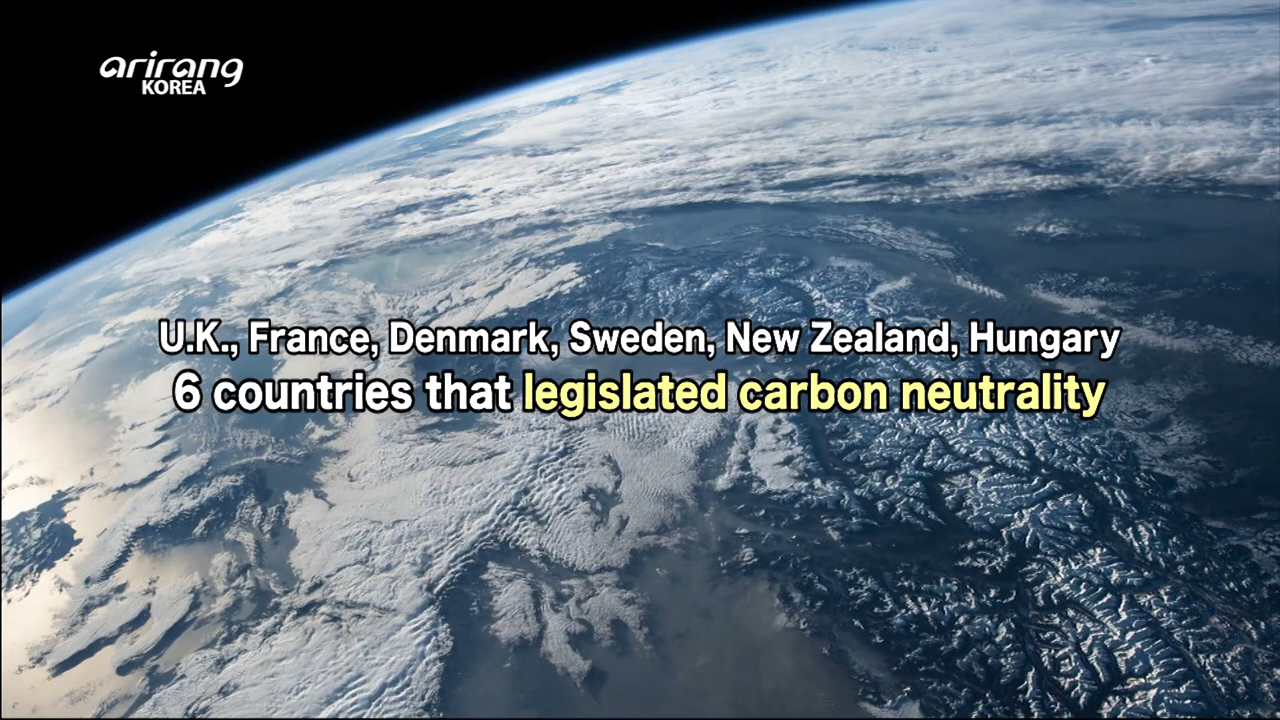 arirang
KOREA
U.K., France, Denmark, Sweden, New Zealand, Hungary
6 countries that legislated carbon neutrality